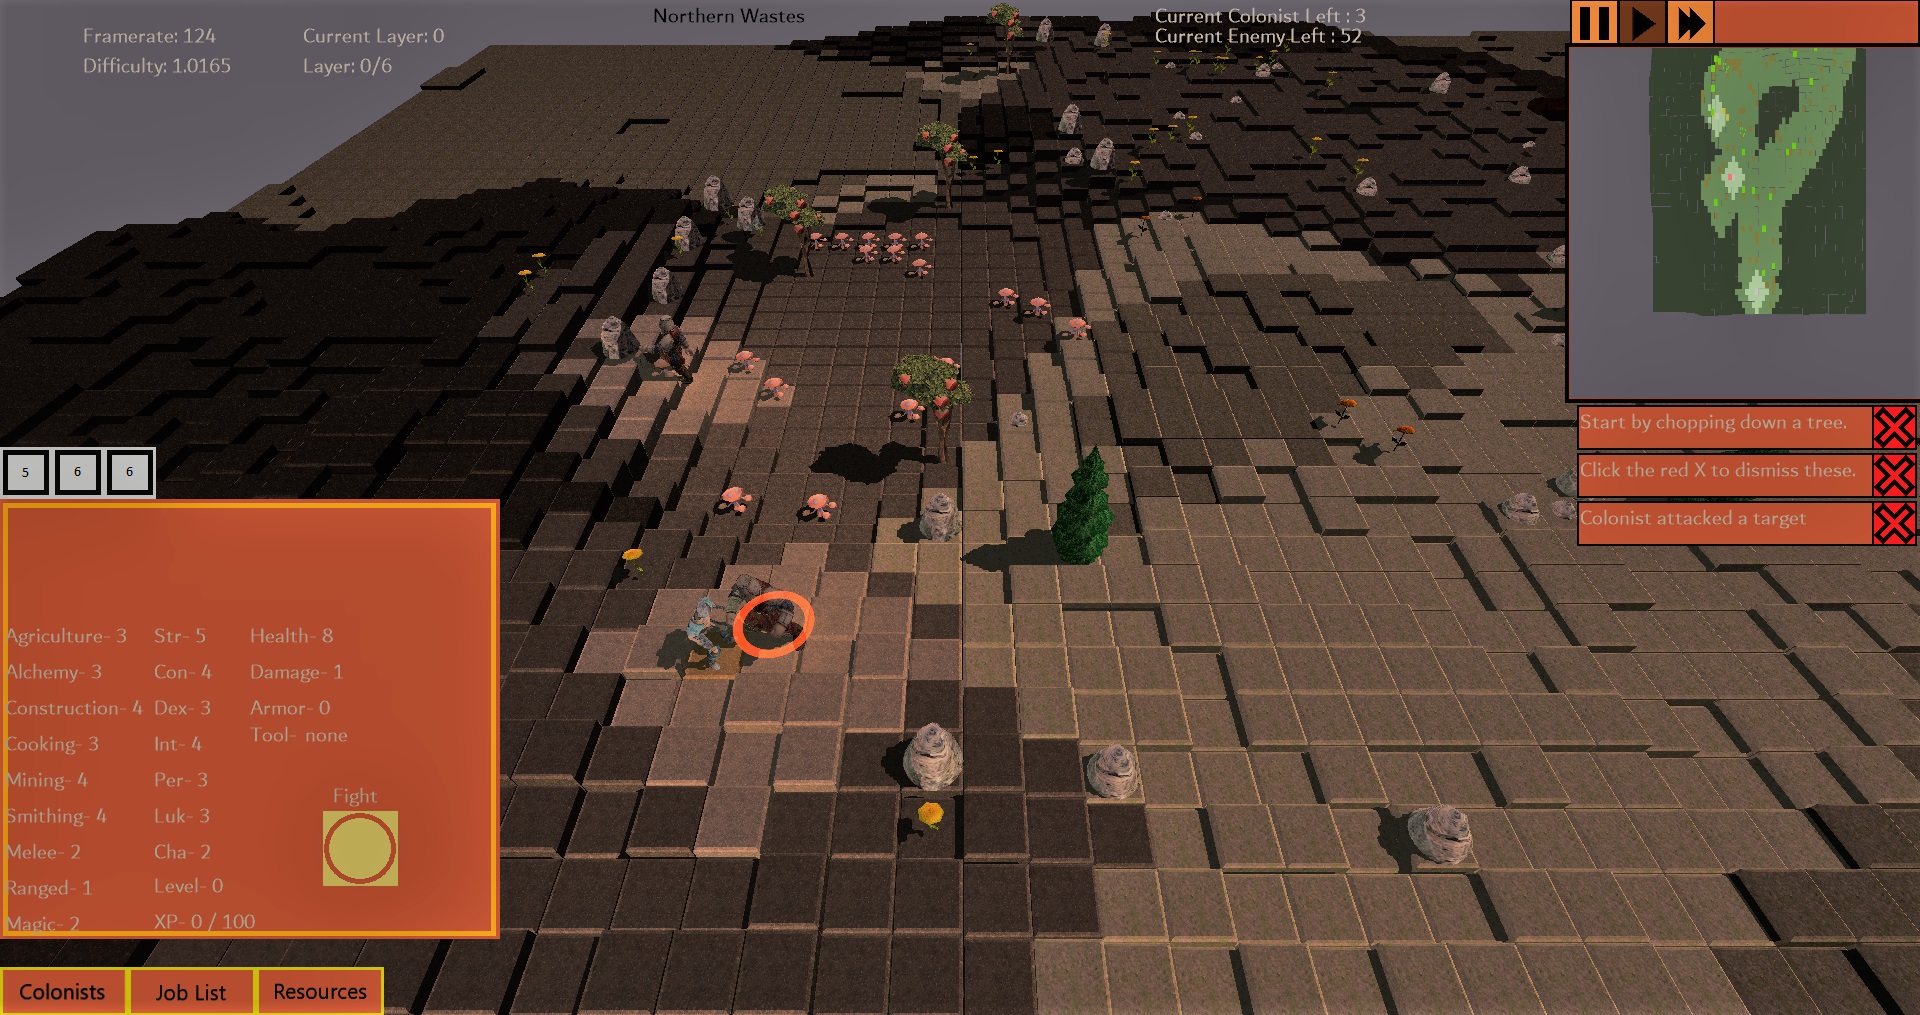 Northern Wastes
Framerate: 124
Current Layer: 0
Difficulty: 1.0165
Layer: 0/6
Current Colonist Left : 3
Current Enemy Left : 52
Start by chopping down a tree.
Click the red X to dismiss these.
Colonist attacked a target
5
6
6
Agriculture- 3
Str- 5
Health- 8
Alchemy- 3
Con- 4
Damage- 1
Construction- 4
Dex- 3
Armor- 0
Tool- none
Cooking- 3
Int- 4
Mining- 4
Per- 3
Fight
Smithing- 4
Luk- 3
Melee- 2
Cha- 2
Ranged- 1
Level- 0
Magic- 2
XP- 0 / 100
Colonists
Job List
Resources